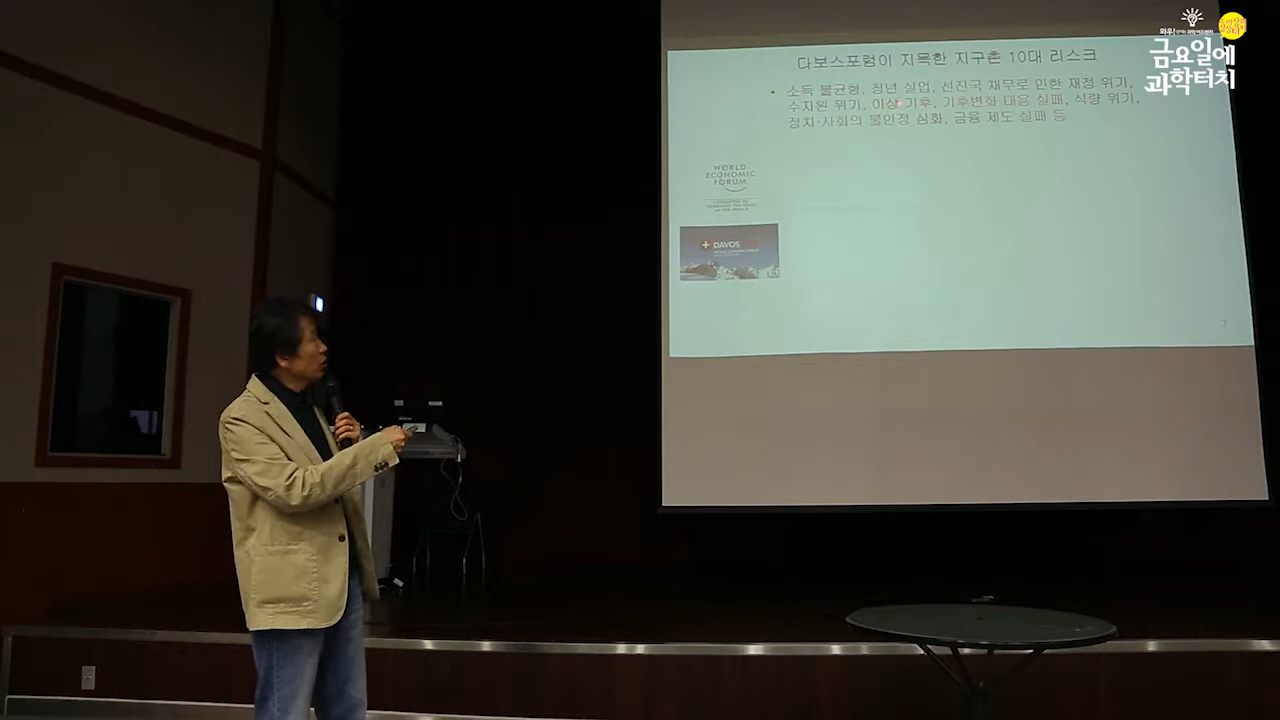 다보스포럼이 지목한 지구촌 10대 리스크
• 소득 불균형, 청년 실업, 선진국 채무로 인한 재정 위기,
수자원 위기, 이상 기후, 기후변화 대응 실패, 식량 위기,
정치·사회의 불안정 심화, 금융 제도 실패 등
WORLD
ECONOMIC
FORUM
DAVOS
7
와우!
금요일에
과학터치